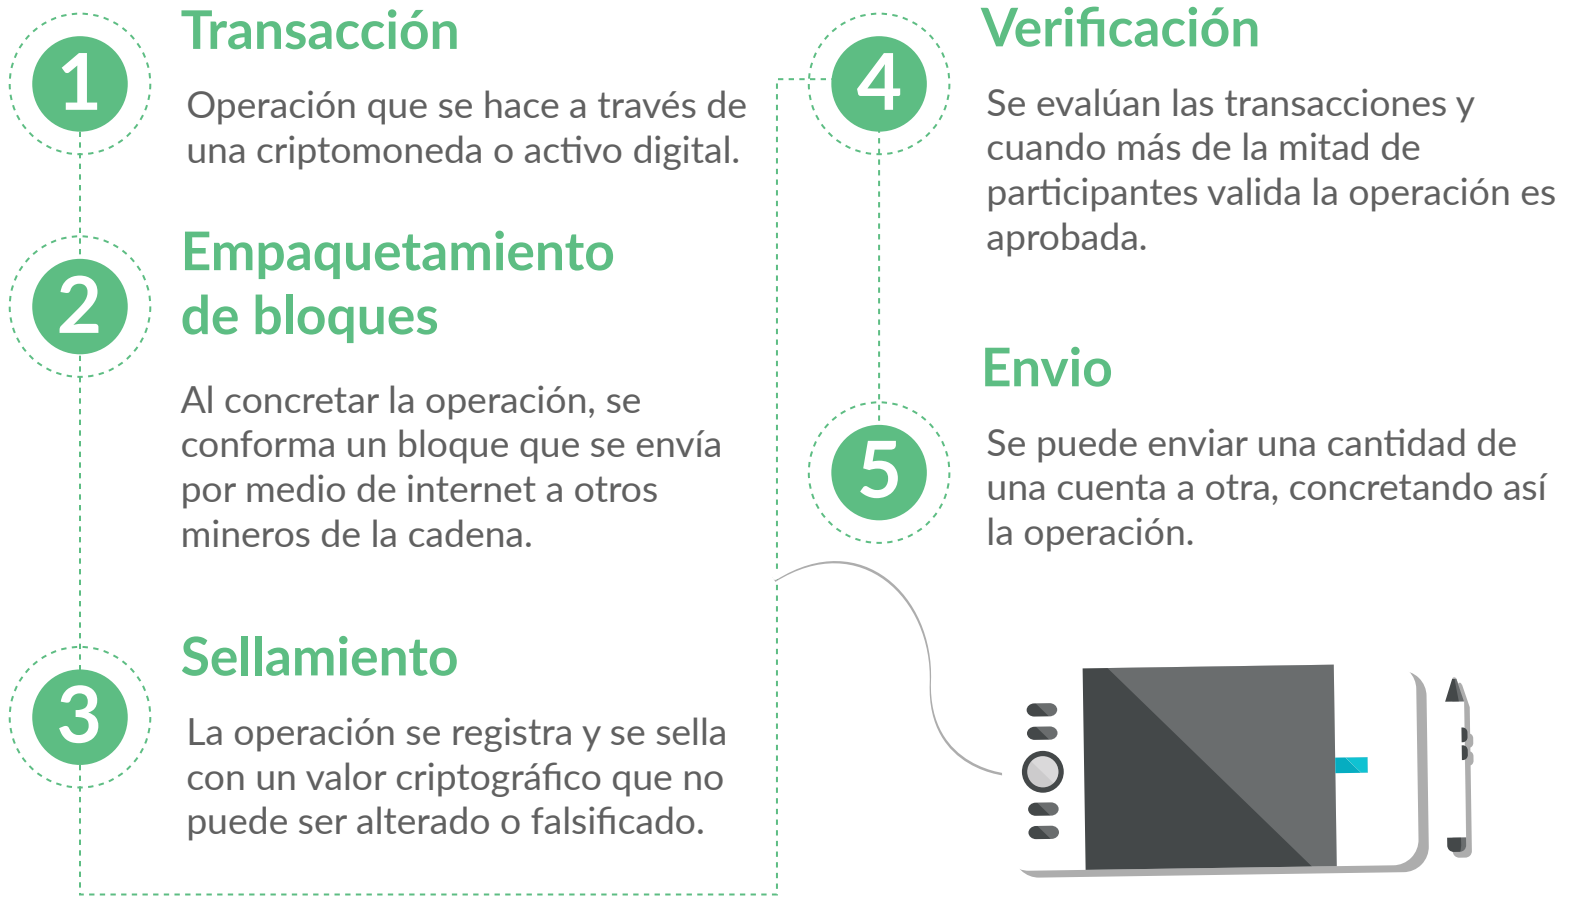 1
Transacción
Operación que se hace a través de
una criptomoneda o activo digital.
2
Empaquetamiento
de bloques
Al concretar la operación, se
conforma un bloque que se envía
por medio de internet a otros
mineros de la cadena.
3
Sellamiento
La operación se registra y se sella
con un valor criptográfico que no
puede ser alterado o falsificado.
4
Verificación
Se evalúan las transacciones y
cuando más de la mitad de
participantes valida la operación es
aprobada.
5
Envio
Se puede enviar una cantidad de
una cuenta a otra, concretando así
la operación.